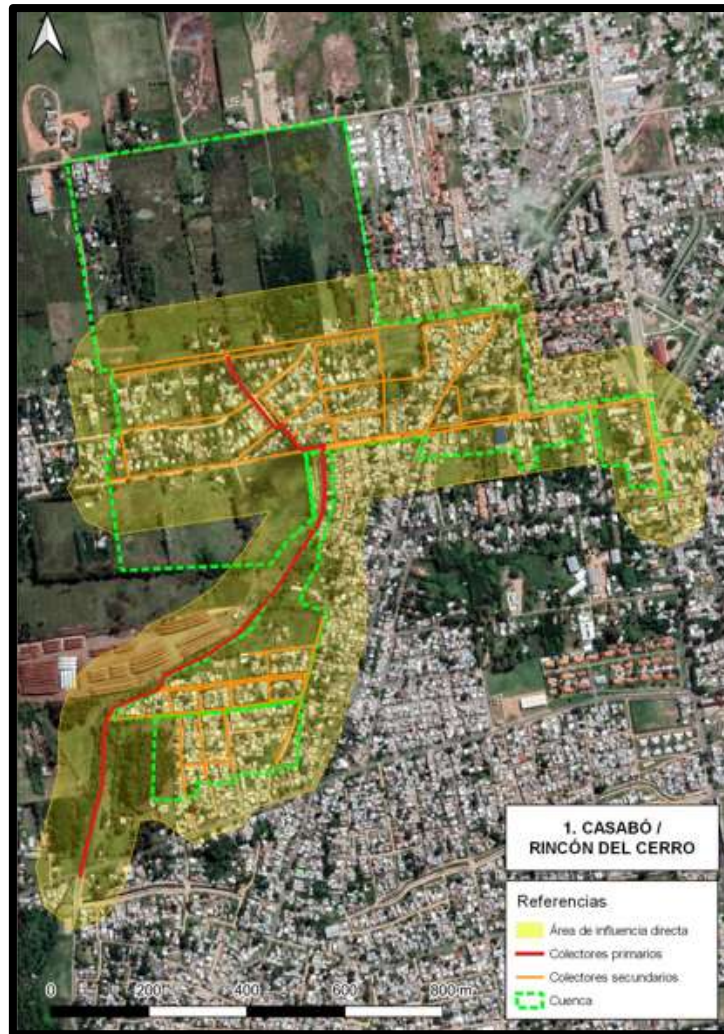 1. CASABÓ /
RINCÓN DEL CERRO
Referencias
Área de influencia directa
Colectores primarios
Colectores secundarios
Cuenca
0 200 400 600 800 m